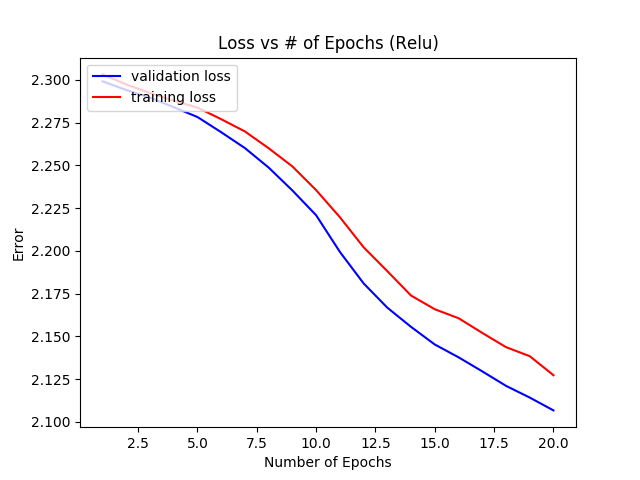 Loss vs # of Epochs (Relu)
validation loss
training loss
2.300
2.275
2.250
2.225
2.200
2.175
2.150
2.125
2.100
Error
2.5 5.0 7.5 10.0 12.5 15.0 17.5 20.0
Number of Epochs